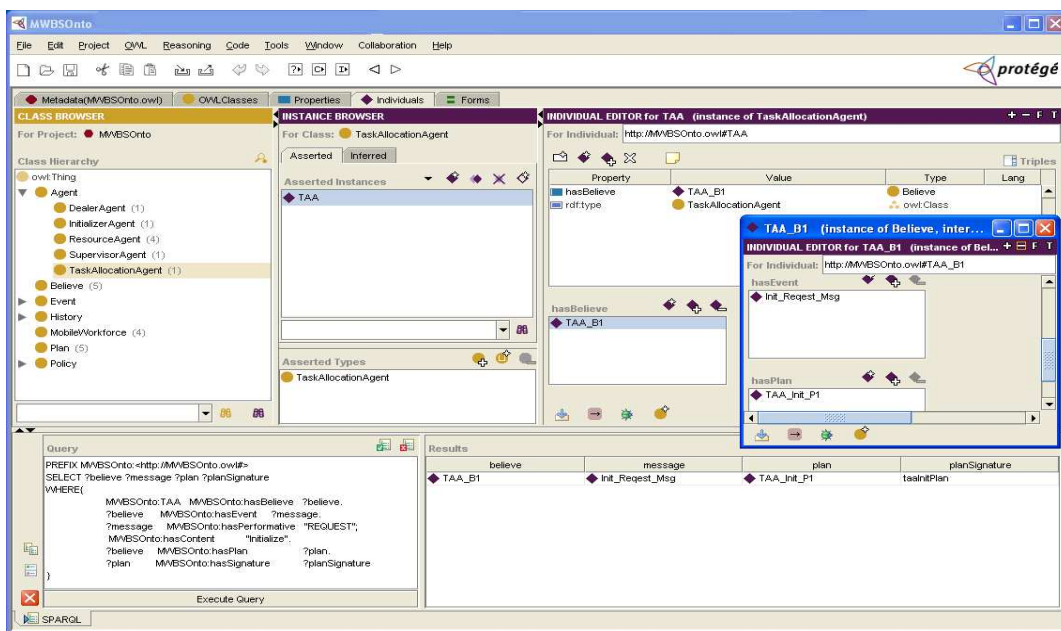 MWBSOnto
File Edit Project OWL Reasoning Code Tools Window Collaboration Help
protégé
Metadata(MWBSOnto.owl) OWLClasses Properties Individuals Forms
CLASS BROWSER
For Project: MWBSOnto
Class Hierarchy
owl:Thing
Agent
DealerAgent (1)
InitializerAgent (1)
ResourceAgent (4)
SupervisorAgent (1)
TaskAllocationAgent (1)
Believe (5)
Event
History
MobileWorkforce (4)
Plan (5)
Policy
INSTANCE BROWSER
For Class: TaskAllocationAgent
Asserted Inferred
Asserted Instances
TAA
Asserted Types
TaskAllocationAgent
INDIVIDUAL EDITOR for TAA (instance of TaskAllocationAgent) + - F T
For Individual: http://MWBSOnto.owl#TAA
Triples
Property Value Type Lang
hasBelieve TAA_B1 Believe
rdf:type TaskAllocationAgent owl:Class
hasBelieve
TAA_B1
TAA_B1 (instance of Believe, inter...
INDIVIDUAL EDITOR for TAA_B1 (instance of Bel... + - F T
For Individual: http://MWBSOnto.owl#TAA_B1
hasEvent
Init_Reqest_Msg
hasPlan
TAA_Init_P1
Query
PREFIX MWBSOnto:<http://MWBSOnto.owl#>
SELECT ?believe ?message ?plan ?planSignature
WHERE{
MWBSOnto:TAA MWBSOnto:hasBelieve ?believe.
?believe MWBSOnto:hasEvent ?message.
?message MWBSOnto:hasPerformative "REQUEST";
MWBSOnto:hasContent "Initialize".
?believe MWBSOnto:hasPlan ?plan.
?plan MWBSOnto:hasSignature ?planSignature
}
Execute Query
SPARQL
Results
believe message plan planSignature
TAA_B1 Init_Reqest_Msg TAA_Init_P1 taaInitPlan